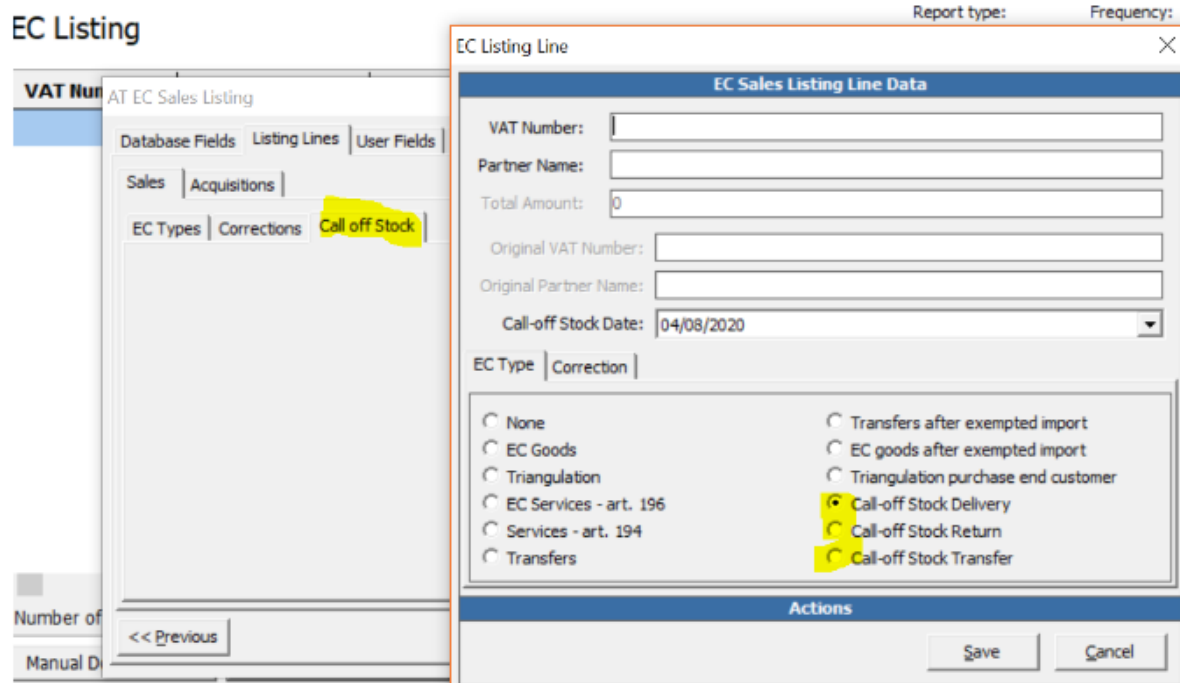 Report type: Frequency:
EC Listing
VAT Num
AT EC Sales Listing
Database Fields Listing Lines User Fields
Sales Acquisitions
EC Types Corrections Call off Stock
Number of
<< Previous
Manual D
EC Listing Line
EC Sales Listing Line Data
VAT Number:
Partner Name:
Total Amount: 0
Original VAT Number:
Original Partner Name:
Call-off Stock Date: 04/08/2020
EC Type Correction
None
EC Goods
Triangulation
EC Services - art. 196
Services - art. 194
Transfers
Transfers after exempted import
EC goods after exempted import
Triangulation purchase end customer
Call-off Stock Delivery
Call-off Stock Return
Call-off Stock Transfer
Actions
Save Cancel